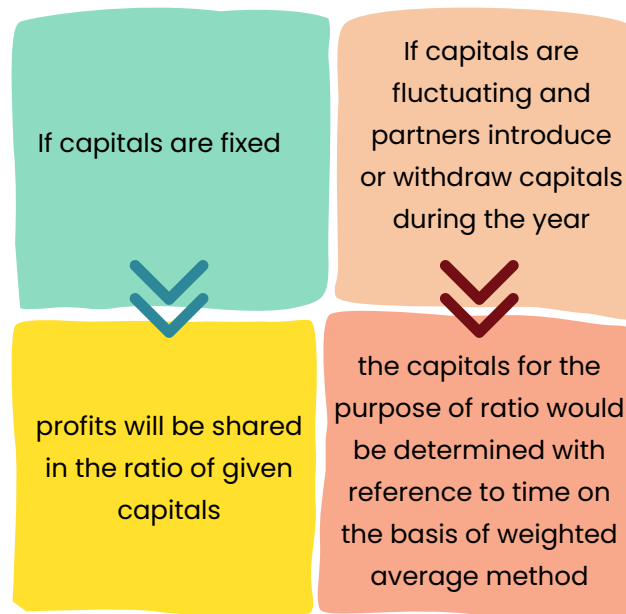 If capitals are fixed
If capitals are
fluctuating and
partners introduce
or withdraw capitals
during the year
profits will be shared
in the ratio of given
capitals
the capitals for the
purpose of ratio would
be determined with
reference to time on
the basis of weighted
average method